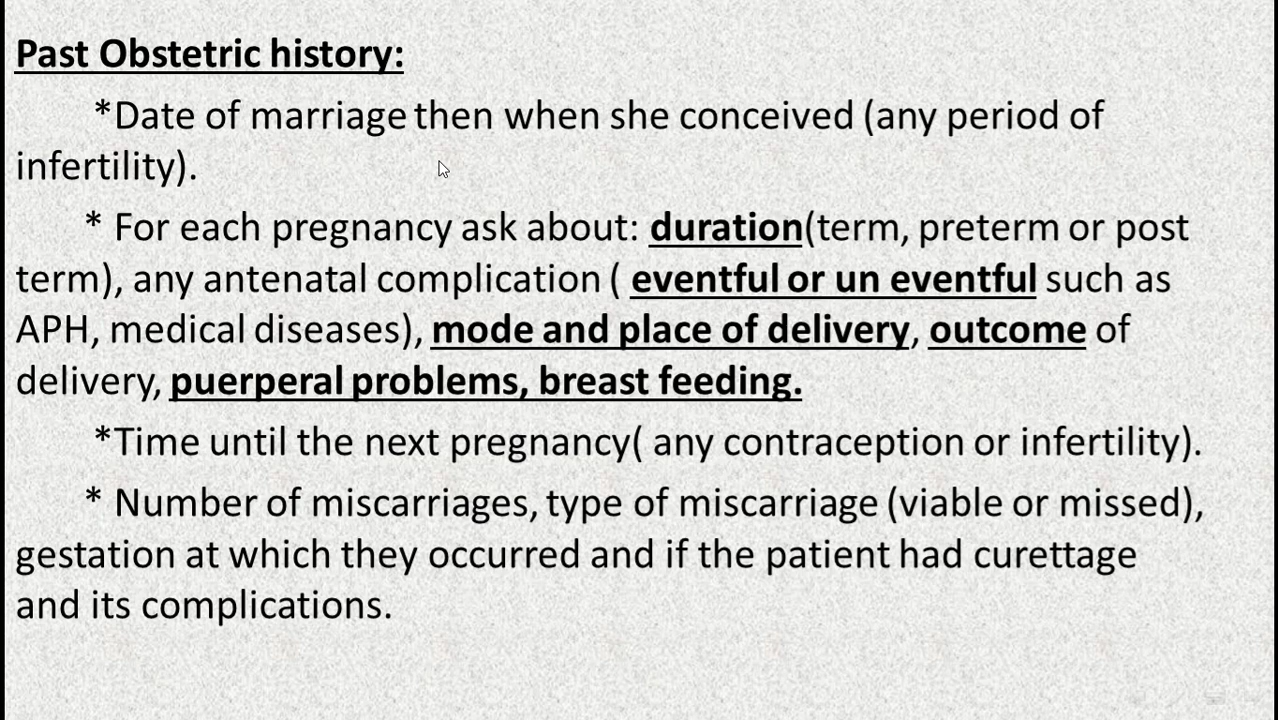 Past Obstetric history:
*Date of marriage then when she conceived (any period of
infertility).
* For each pregnancy ask about: duration(term, preterm or post
term), any antenatal complication ( eventful or un eventful such as
APH, medical diseases), mode and place of delivery, outcome of
delivery, puerperal problems, breast feeding.
*Time until the next pregnancy( any contraception or infertility).
* Number of miscarriages, type of miscarriage (viable or missed),
gestation at which they occurred and if the patient had curettage
and its complications.